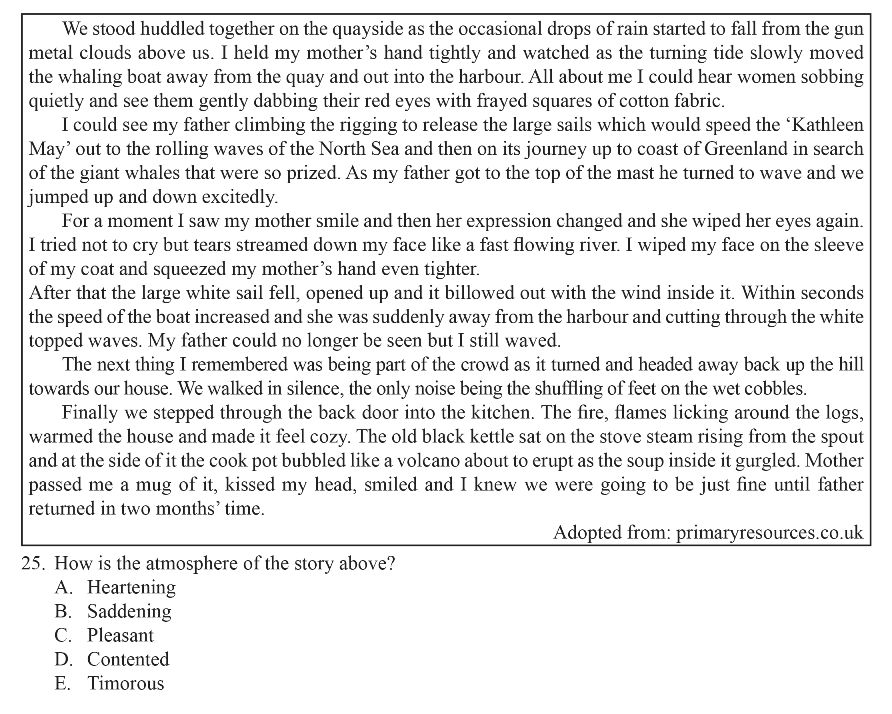 We stood huddled together on the quayside as the occasional drops of rain started to fall from the gun
metal clouds above us. I held my mother’s hand tightly and watched as the turning tide slowly moved
the whaling boat away from the quay and out into the harbour. All about me I could hear women sobbing
quietly and see them gently dabbing their red eyes with frayed squares of cotton fabric.
I could see my father climbing the rigging to release the large sails which would speed the ‘Kathleen
May’ out to the rolling waves of the North Sea and then on its journey up to coast of Greenland in search
of the giant whales that were so prized. As my father got to the top of the mast he turned to wave and we
jumped up and down excitedly.
For a moment I saw my mother smile and then her expression changed and she wiped her eyes again.
I tried not to cry but tears streamed down my face like a fast flowing river. I wiped my face on the sleeve
of my coat and squeezed my mother’s hand even tighter.
After that the large white sail fell, opened up and it billowed out with the wind inside it. Within seconds
the speed of the boat increased and she was suddenly away from the harbour and cutting through the white
topped waves. My father could no longer be seen but I still waved.
The next thing I remembered was being part of the crowd as it turned and headed away back up the hill
towards our house. We walked in silence, the only noise being the shuffling of feet on the wet cobbles.
Finally we stepped through the back door into the kitchen. The fire, flames licking around the logs,
warmed the house and made it feel cozy. The old black kettle sat on the stove steam rising from the spout
and at the side of it the cook pot bubbled like a volcano about to erupt as the soup inside it gurgled. Mother
passed me a mug of it, kissed my head, smiled and I knew we were going to be just fine until father
returned in two months’ time.
Adopted from: primaryresources.co.uk
25. How is the atmosphere of the story above?
A. Heartening
B. Saddening
C. Pleasant
D. Contented
E. Timorous